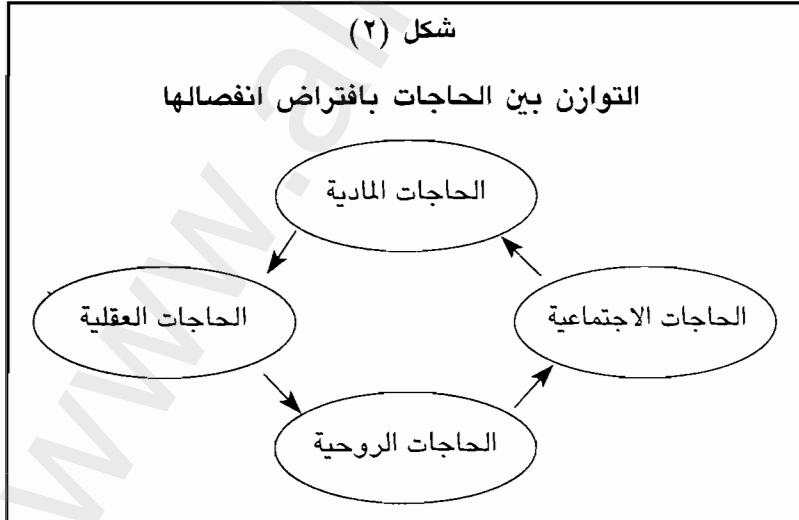 شكل (٢)
التوازن بين الحاجات بافتراض انفصالها
الحاجات المادية
الحاجات الاجتماعية
الحاجات العقلية
الحاجات الروحية